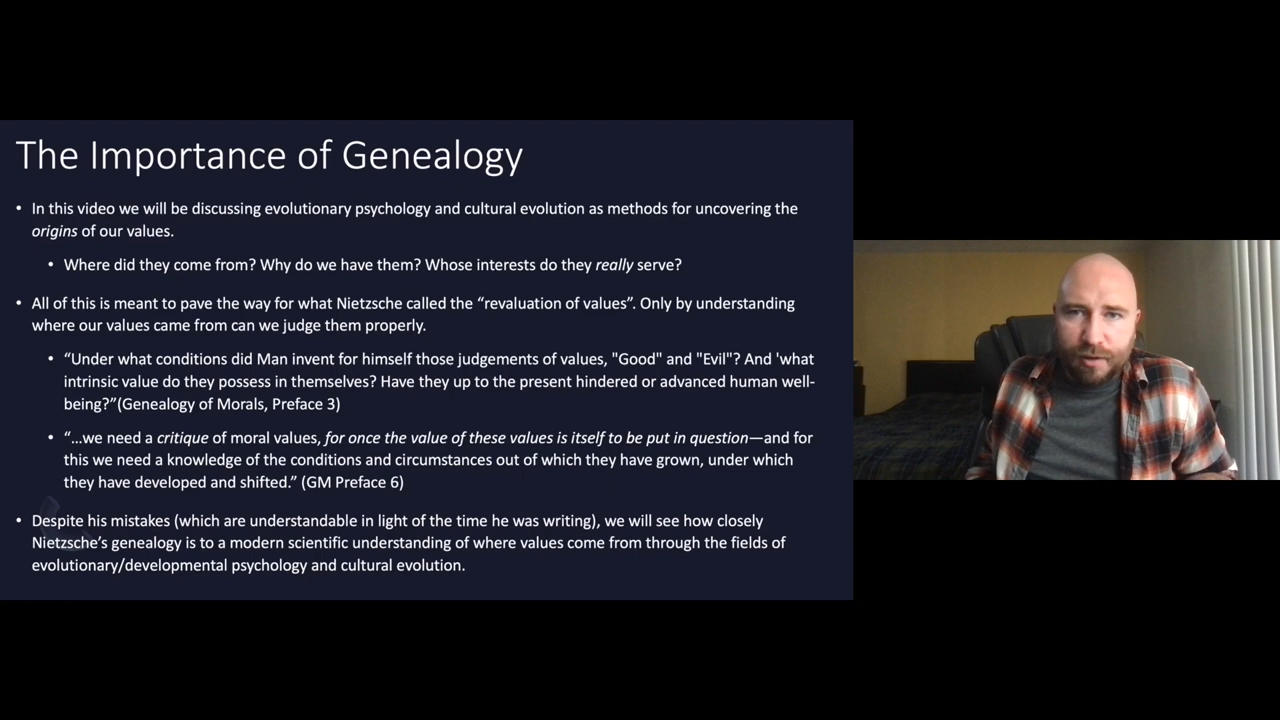 The Importance of Genealogy
• In this video we will be discussing evolutionary psychology and cultural evolution as methods for uncovering the
origins of our values.
• Where did they come from? Why do we have them? Whose interests do they really serve?
• All of this is meant to pave the way for what Nietzsche called the “revaluation of values”. Only by understanding
where our values came from can we judge them properly.
• “Under what conditions did Man invent for himself those judgements of values, "Good" and "Evil"? And 'what
intrinsic value do they possess in themselves? Have they up to the present hindered or advanced human well-
being?”(Genealogy of Morals, Preface 3)
• “…we need a critique of moral values, for once the value of these values is itself to be put in question—and for
this we need a knowledge of the conditions and circumstances out of which they have grown, under which
they have developed and shifted.” (GM Preface 6)
• Despite his mistakes (which are understandable in light of the time he was writing), we will see how closely
Nietzsche’s genealogy is to a modern scientific understanding of where values come from through the fields of
evolutionary/developmental psychology and cultural evolution.